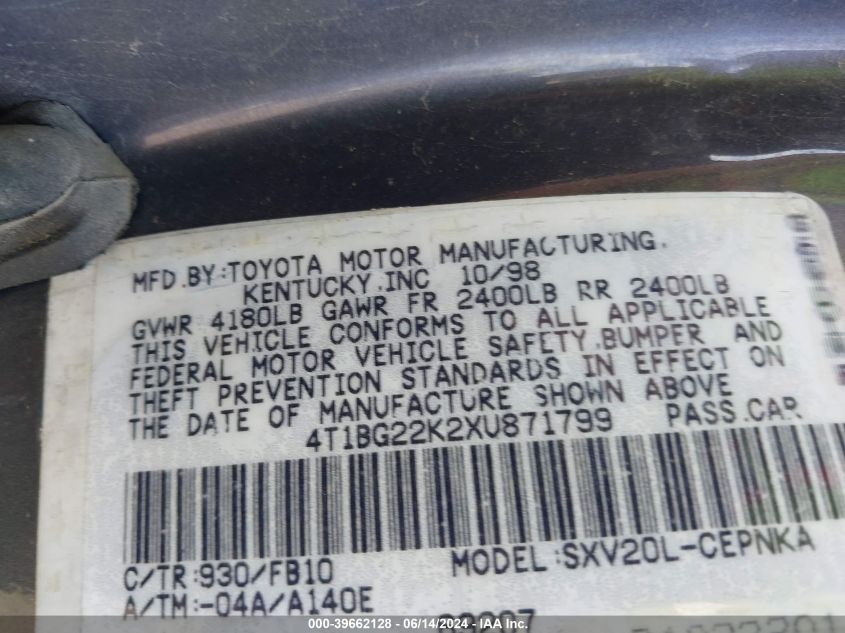 MFD.BY:TOYOTA MOTOR MANUFACTURING,
KENTUCKY,INC 10/98
GVWR 4180LB GAWR FR 2400LB RR 2400LB
THIS VEHICLE CONFORMS TO ALL APPLICABLE
FEDERAL MOTOR VEHICLE SAFETY,BUMPER AND
THEFT PREVENTION STANDARDS IN EFFECT ON
THE DATE OF MANUFACTURE SHOWN ABOVE
4T1BG22K2XU871799 PASS.CAR
C/TR:930/FB10 MODEL:SXV20L-CEPNKA
A/TM:-04A/A140E
000-39662128 - 06/14/2024 - IAAI.COM